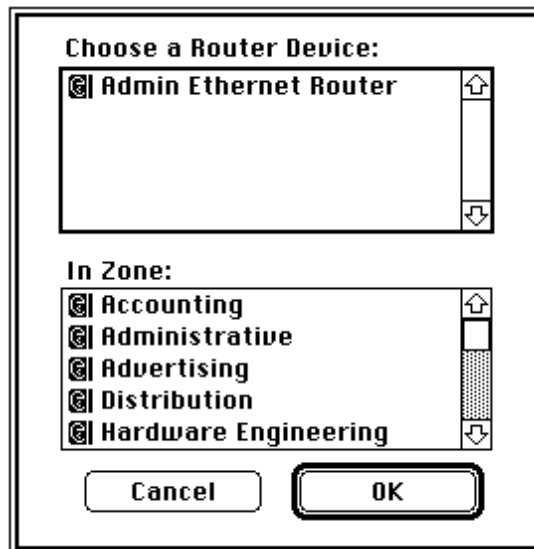 Choose a Router Device:
Admin Ethernet Router
In Zone:
Accounting
Administrative
Advertising
Distribution
Hardware Engineering
Cancel
OK